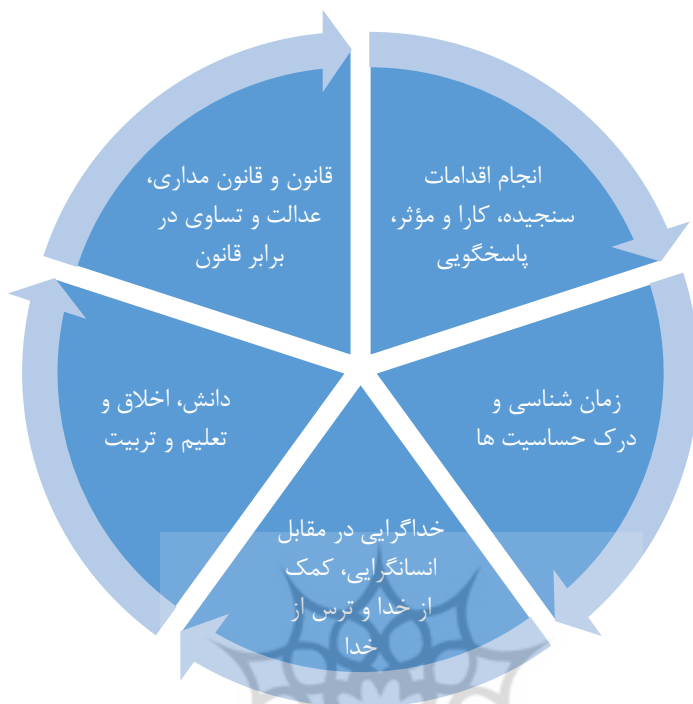 انجام اقدامات
سنجیده، کارا و مؤثر،
پاسخگویی
زمان شناسی و
درک حساسیت ها
خداگرایی در مقابل
انسانگرایی، کمک
از خدا و ترس از
خدا
دانش، اخلاق و
تعلیم و تربیت
قانون و قانون مداری،
عدالت و تساوی در
برابر قانون